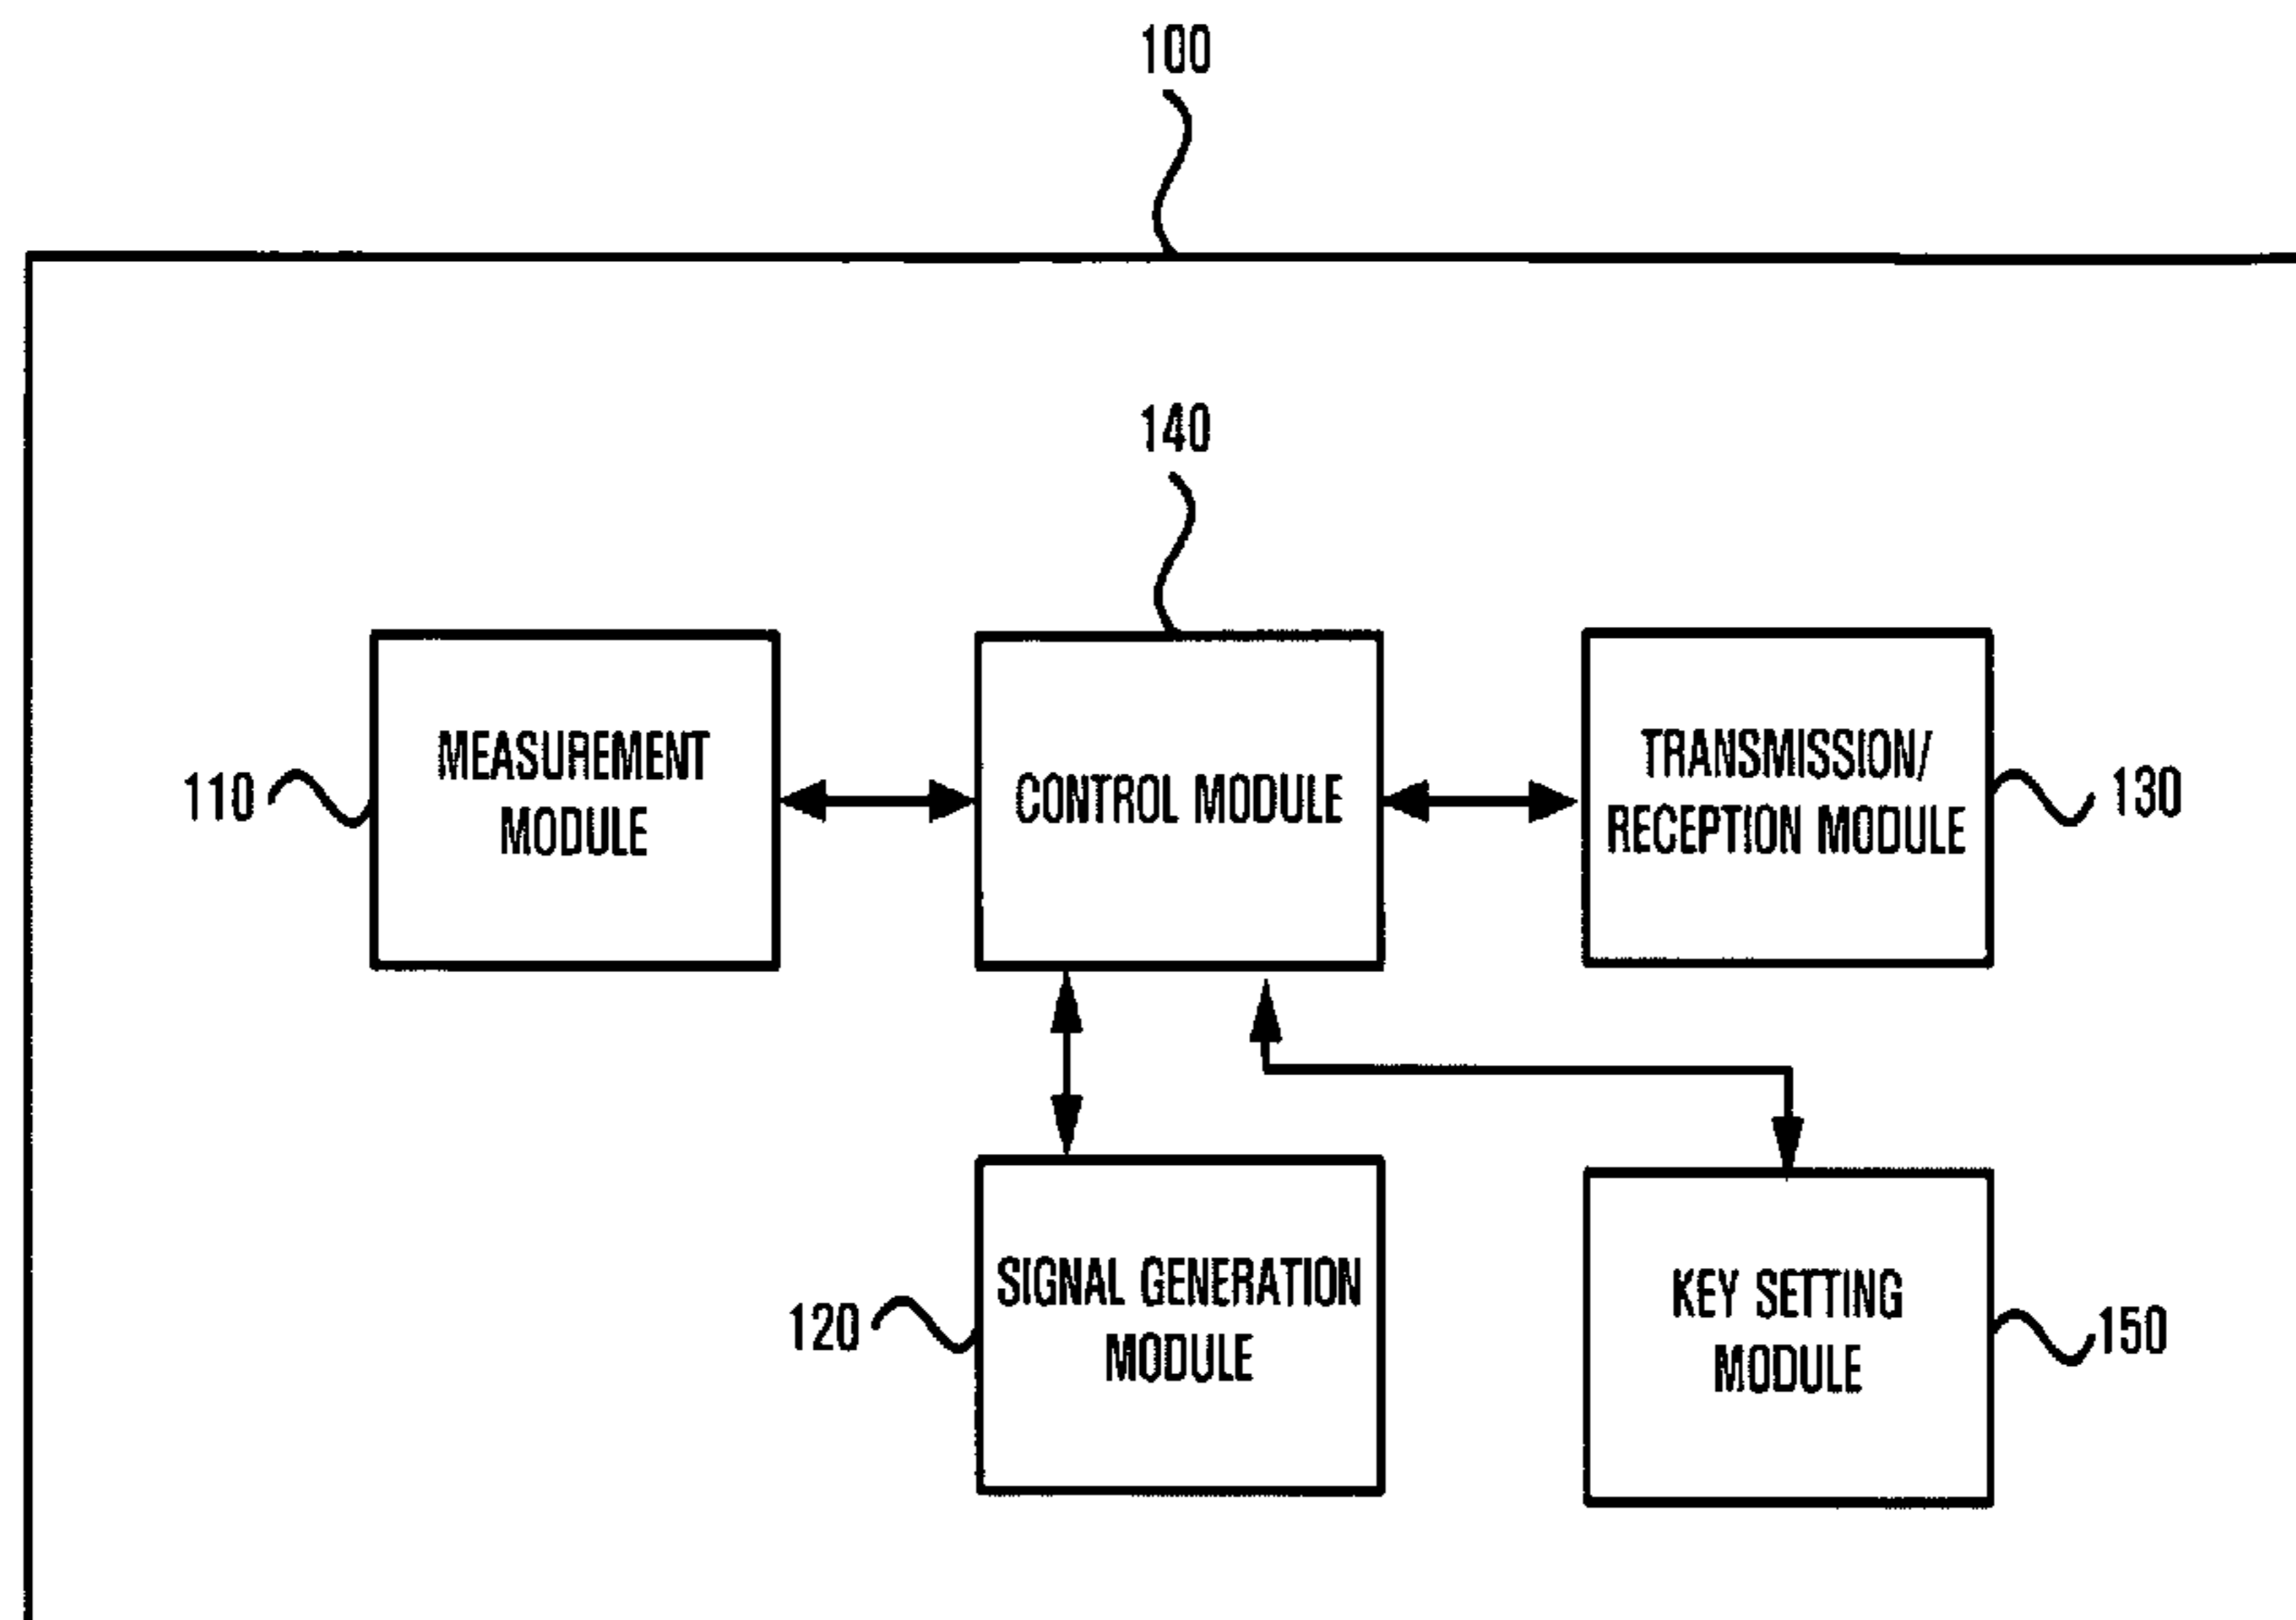 100
140
MEASUREMENT
MODULE
110
CONTROL MODULE
TRANSMISSION/
RECEPTION MODULE
130
SIGNAL GENERATION
MODULE
120
KEY SETTING
MODULE
150